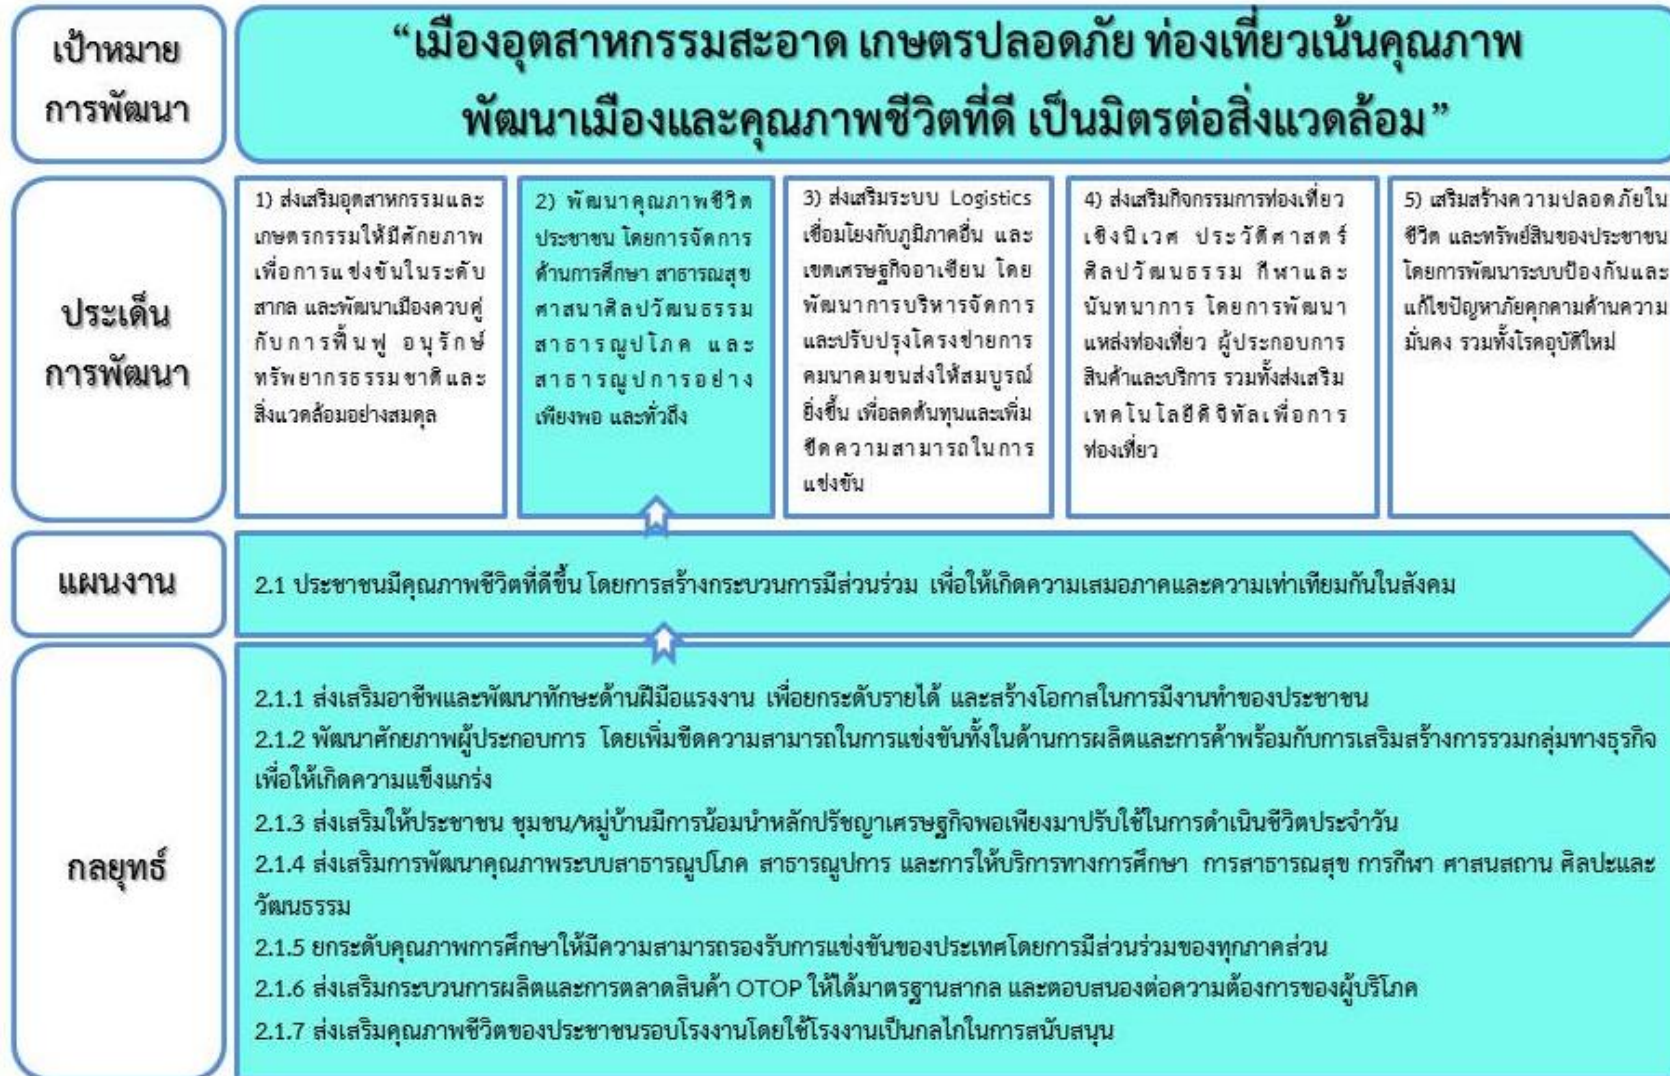 เป้าหมาย
การพัฒนา
“เมืองอุตสาหกรรมสะอาด เกษตรปลอดภัย ท่องเที่ยวเน้นคุณภาพ
พัฒนาเมืองและคุณภาพชีวิตที่ดี เป็นมิตรต่อสิ่งแวดล้อม”
ประเด็น
การพัฒนา
1) ส่งเสริมอุตสาหกรรมและ
เกษตรกรรมให้มีศักยภาพ
เพื่อการแข่งขันในระดับ
สากล และพัฒนาเมืองควบคู่
กับการฟื้นฟู อนุรักษ์
ทรัพยากรธรรมชาติและ
สิ่งแวดล้อมอย่างสมดุล
2) พัฒนาคุณภาพชีวิต
ประชาชน โดยการจัดการ
ด้านการศึกษา สาธารณสุข
ศาสนาศิลปวัฒนธรรม
สาธารณูปโภค และ
สาธารณูปการอย่าง
เพียงพอ และทั่วถึง
3) ส่งเสริมระบบ Logistics
เชื่อมโยงกับภูมิภาคอื่น และ
เขตเศรษฐกิจอาเซียน โดย
พัฒนาการบริหารจัดการ
และปรับปรุงโครงข่ายการ
คมนาคมขนส่งให้สมบูรณ์
ยิ่งขึ้น เพื่อลดต้นทุนและเพิ่ม
ขีดความสามารถในการ
แข่งขัน
4) ส่งเสริมกิจกรรมการท่องเที่ยว
เชิงนิเวศ ประวัติศาสตร์
ศิลปวัฒนธรรม กีฬาและ
นันทนาการ โดยการพัฒนา
แหล่งท่องเที่ยว ผู้ประกอบการ
สินค้าและบริการ รวมทั้งส่งเสริม
เทคโนโลยีดิจิทัลเพื่อการ
ท่องเที่ยว
5) เสริมสร้างความปลอดภัยใน
ชีวิต และทรัพย์สินของประชาชน
โดยการพัฒนาระบบป้องกันและ
แก้ไขปัญหาภัยคุกคามด้านความ
มั่นคง รวมทั้งโรคอุบัติใหม่
แผนงาน
2.1 ประชาชนมีคุณภาพชีวิตที่ดีขึ้น โดยการสร้างกระบวนการมีส่วนร่วม เพื่อให้เกิดความเสมอภาคและความเท่าเทียมกันในสังคม
กลยุทธ์
2.1.1 ส่งเสริมอาชีพและพัฒนาทักษะด้านฝีมือแรงงาน เพื่อยกระดับรายได้ และสร้างโอกาสในการมีงานทำของประชาชน
2.1.2 พัฒนาศักยภาพผู้ประกอบการ โดยเพิ่มขีดความสามารถในการแข่งขันทั้งในด้านการผลิตและการค้าพร้อมกับการเสริมสร้างการรวมกลุ่มทางธุรกิจ
เพื่อให้เกิดความแข็งแกร่ง
2.1.3 ส่งเสริมให้ประชาชน ชุมชน/หมู่บ้านมีการน้อมนำหลักปรัชญาเศรษฐกิจพอเพียงมาปรับใช้ในการดำเนินชีวิตประจำวัน
2.1.4 ส่งเสริมการพัฒนาคุณภาพระบบสาธารณูปโภค สาธารณูปการ และการให้บริการทางการศึกษา การสาธารณสุข การกีฬา ศาสนสถาน ศิลปะและ
วัฒนธรรม
2.1.5 ยกระดับคุณภาพการศึกษาให้มีความสามารถรองรับการแข่งขันของประเทศโดยการมีส่วนร่วมของทุกภาคส่วน
2.1.6 ส่งเสริมกระบวนการผลิตและการตลาดสินค้า OTOP ให้ได้มาตรฐานสากล และตอบสนองต่อความต้องการของผู้บริโภค
2.1.7 ส่งเสริมคุณภาพชีวิตของประชาชนรอบโรงงานโดยใช้โรงงานเป็นกลไกในการสนับสนุน